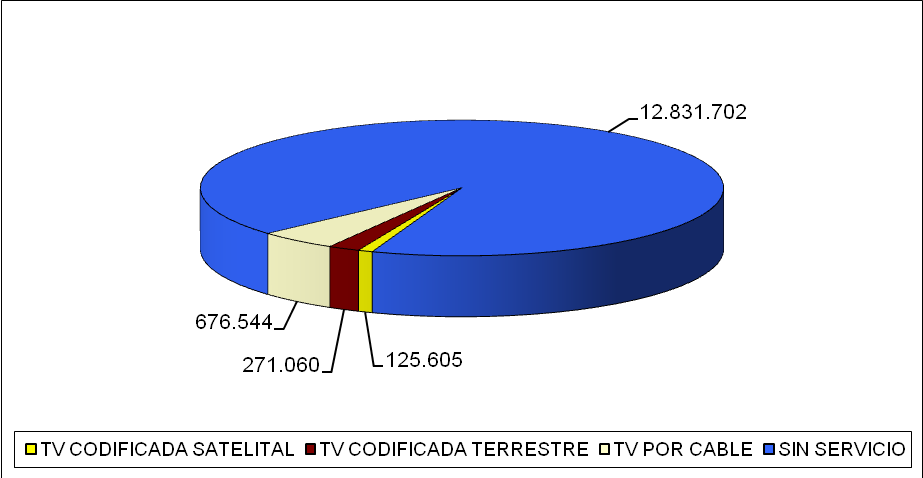 12.831.702
676.544
271.060
125.605
TV CODIFICADA SATELITAL TV CODIFICADA TERRESTRE TV POR CABLE SIN SERVICIO